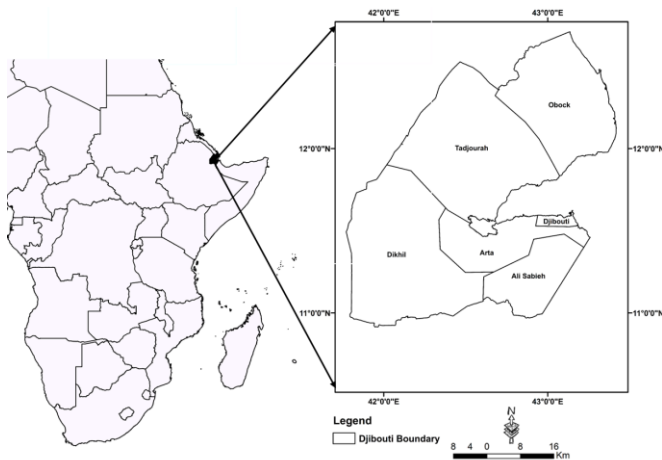 42°0'0"E 43°0'0"E
Obock
12°0'0"N 12°0'0"N
Tadjourah
Djibouti
Dikhil Arta
Ali Sabieh
11°0'0"N 11°0'0"N
42°0'0"E 43°0'0"E
Legend
Djibouti Boundary
N
8 4 0 8 16
Km